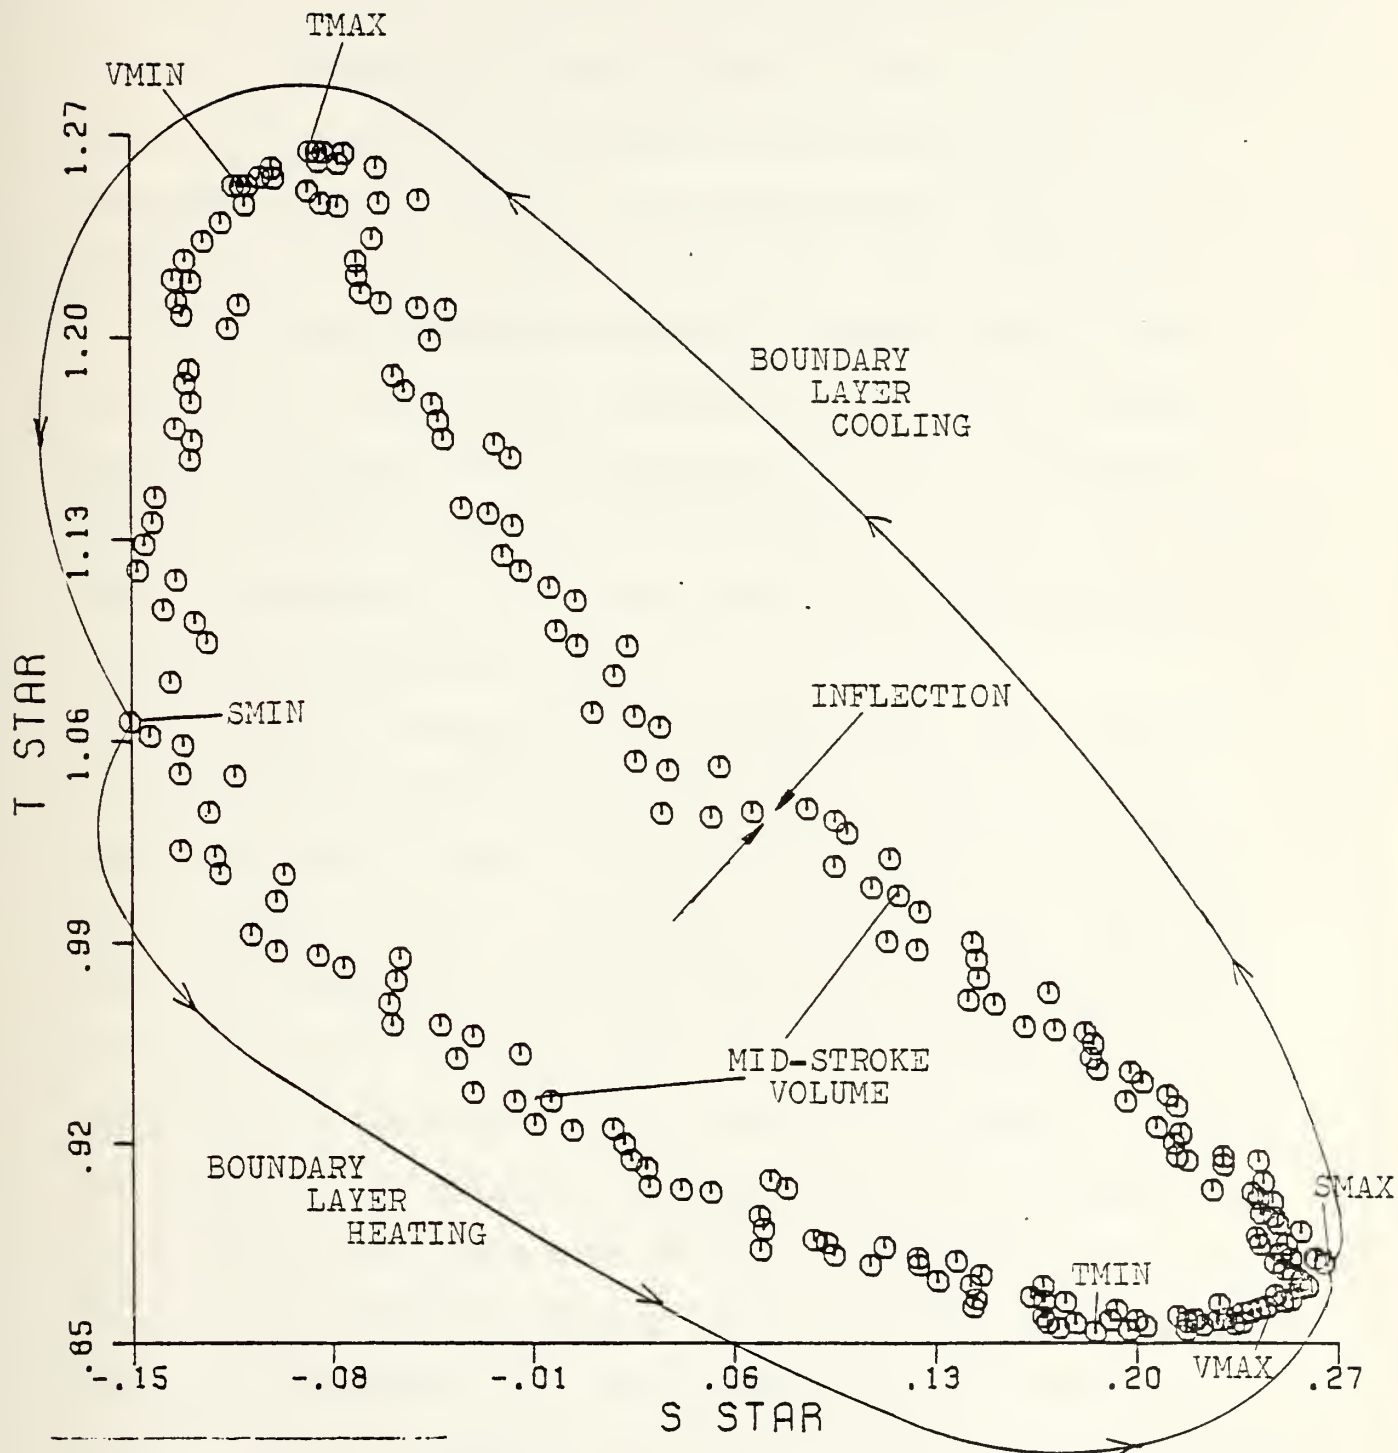 TMAX
VMIN
1.27
1.20
1.13
1.06
.99
.92
.85
T STAR
BOUNDARY
LAYER
COOLING
INFLECTION
SMIN
MID-STROKE
VOLUME
BOUNDARY
LAYER
HEATING
SMAX
TMIN
VMAX
-.15
-.08
-.01
.06
.13
.20
.27
S STAR